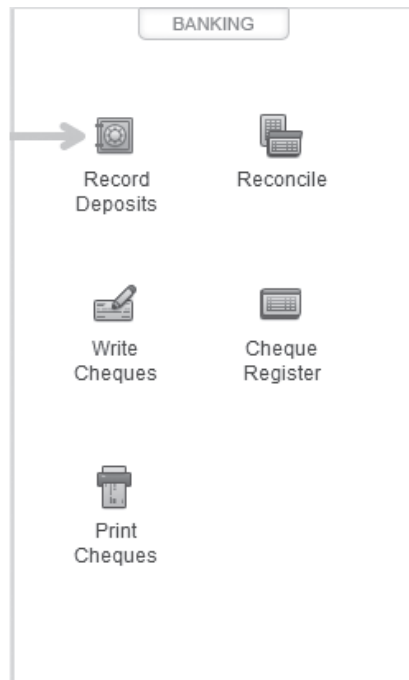 BANKING
Record
Deposits
Reconcile
Write
Cheques
Cheque
Register
Print
Cheques